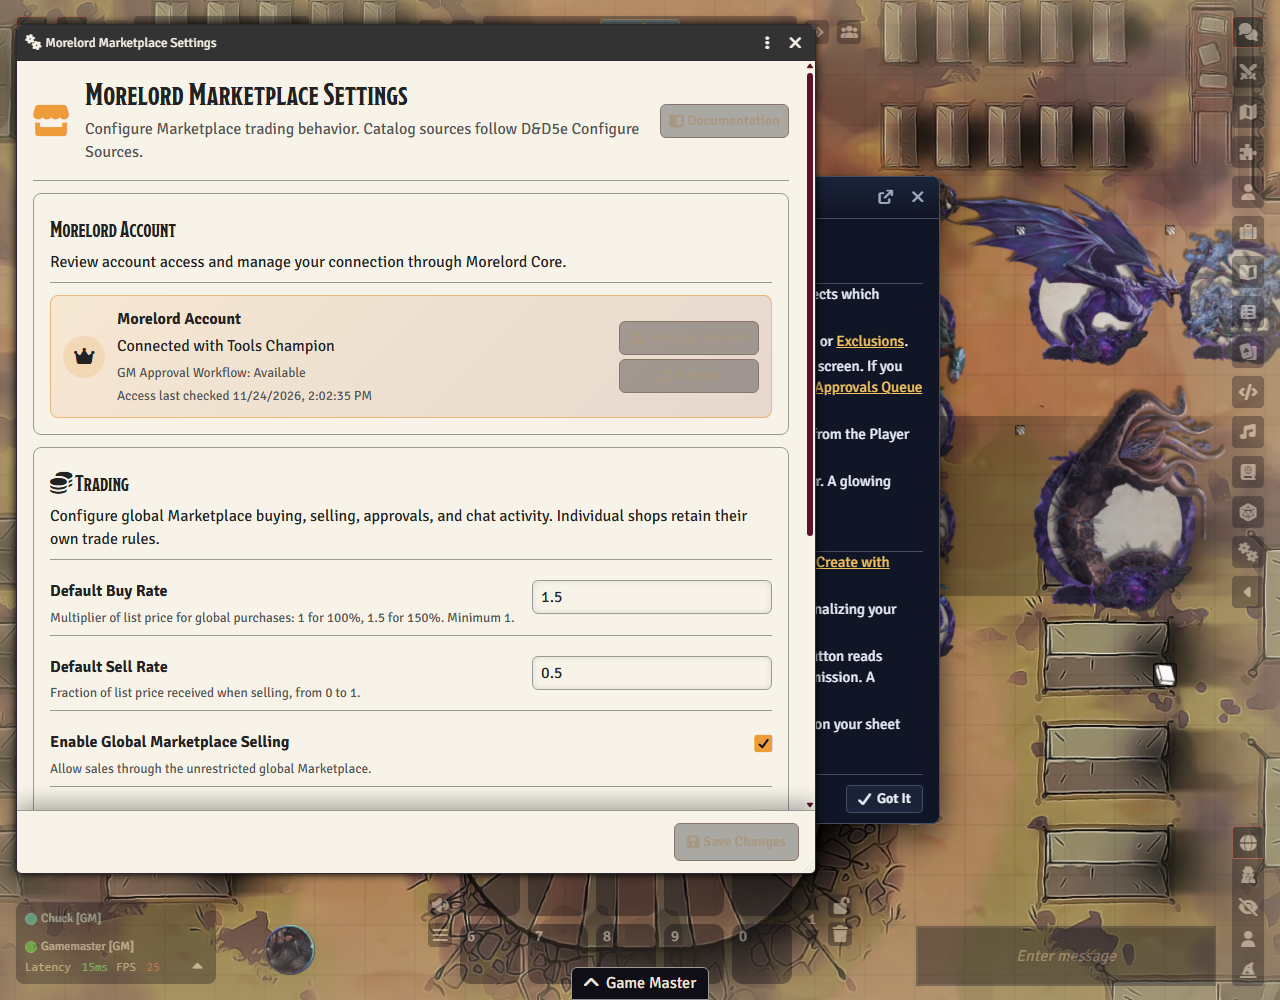 Morelord Marketplace Settings
Morelord Marketplace Settings
Configure Marketplace trading behavior. Catalog sources follow D&D5e Configure
Sources.
Documentation
Morelord Account
Review account access and manage your connection through Morelord Core.
Morelord Account
Connected with Tools Champion
GM Approval Workflow: Available
Access last checked 11/24/2026, 2:02:35 PM
Trading
Configure global Marketplace buying, selling, approvals, and chat activity. Individual shops retain their
own trade rules.
Default Buy Rate
1.5
Multiplier of list price for global purchases: 1 for 100%, 1.5 for 150%. Minimum 1.
Default Sell Rate
0.5
Fraction of list price received when selling, from 0 to 1.
Enable Global Marketplace Selling
Allow sales through the unrestricted global Marketplace.
Save Changes
ects which
or Exclusions.
screen. If you
Approvals Queue
from the Player
r. A glowing
Create with
nalizing your
tton reads
mission. A
on your sheet
Got It
Chuck [GM]
Gamemaster [GM]
Latency 15ms FPS 25
6 7 8 9 0
1
Game Master
Enter message